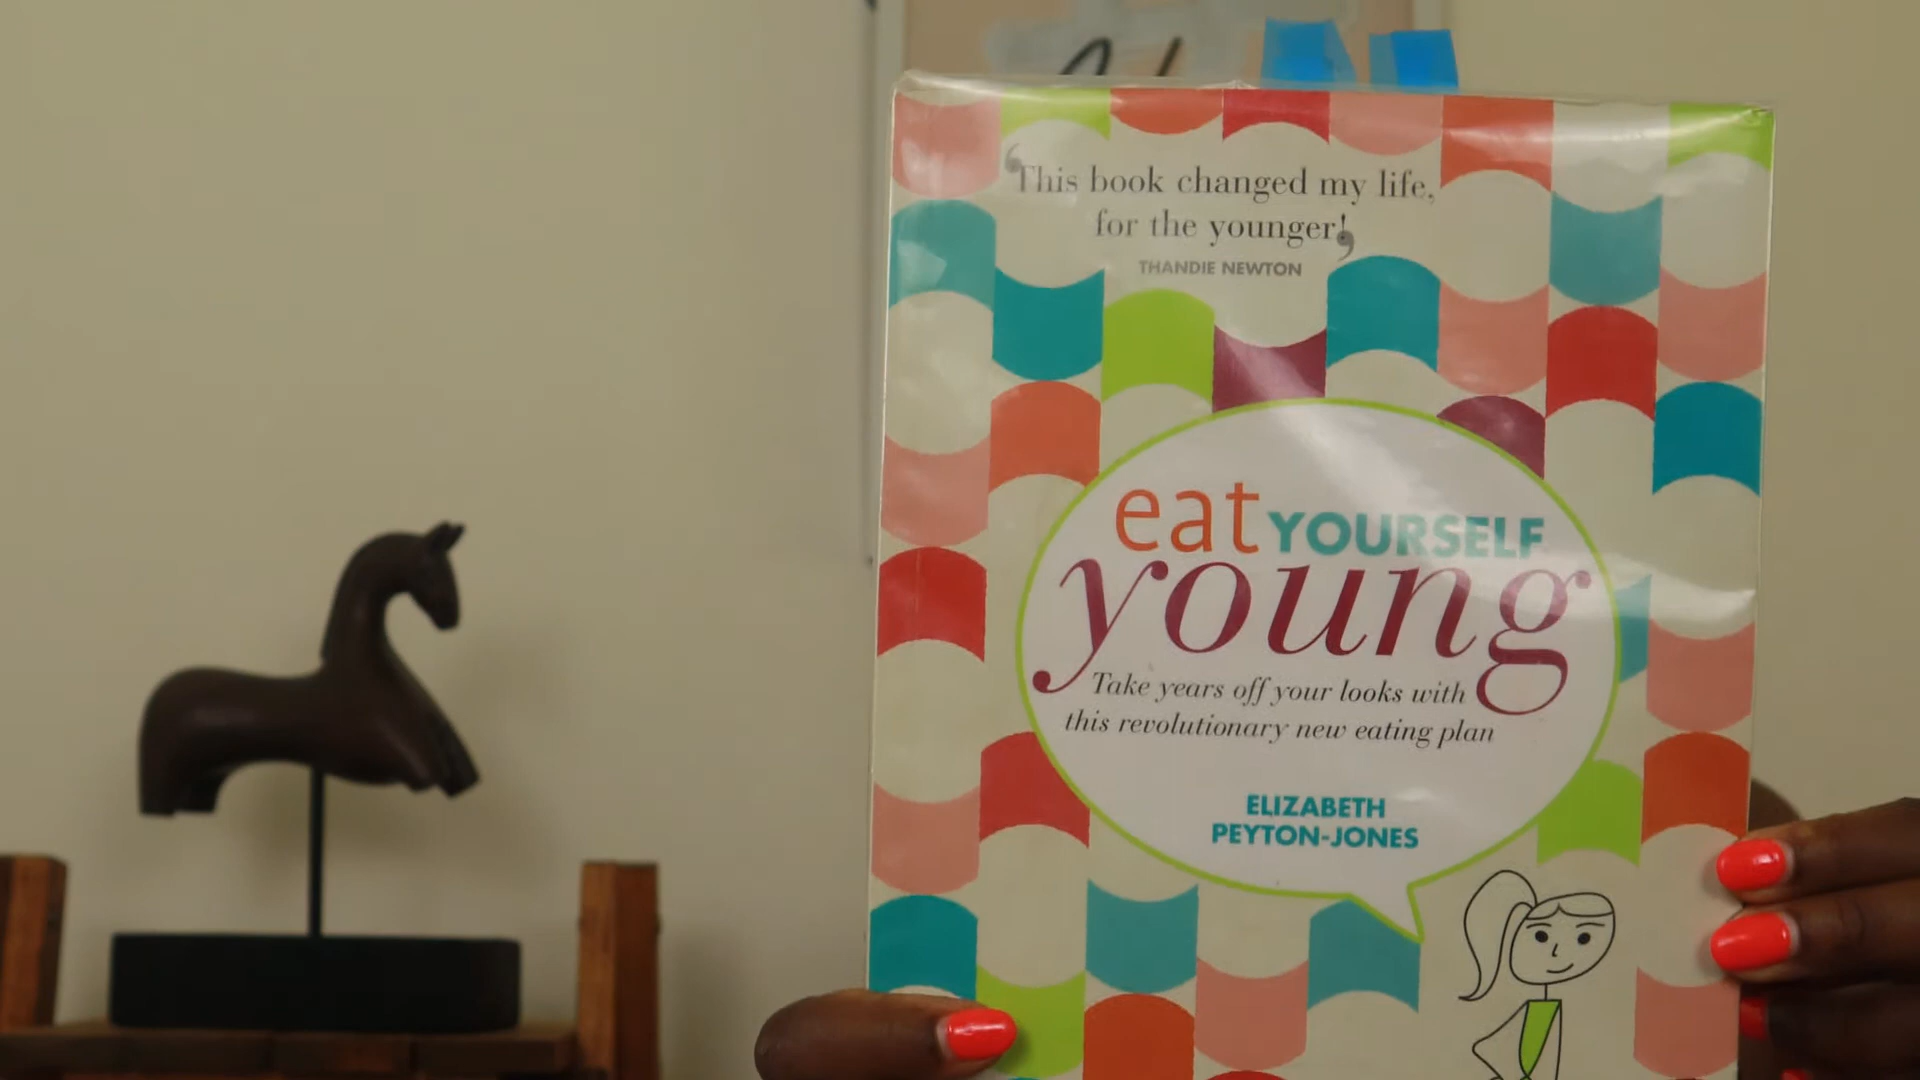 ‘This book changed my life,
for the younger!’
THANDIE NEWTON
eat YOURSELF
young
Take years off your looks with
this revolutionary new eating plan
ELIZABETH
PEYTON-JONES